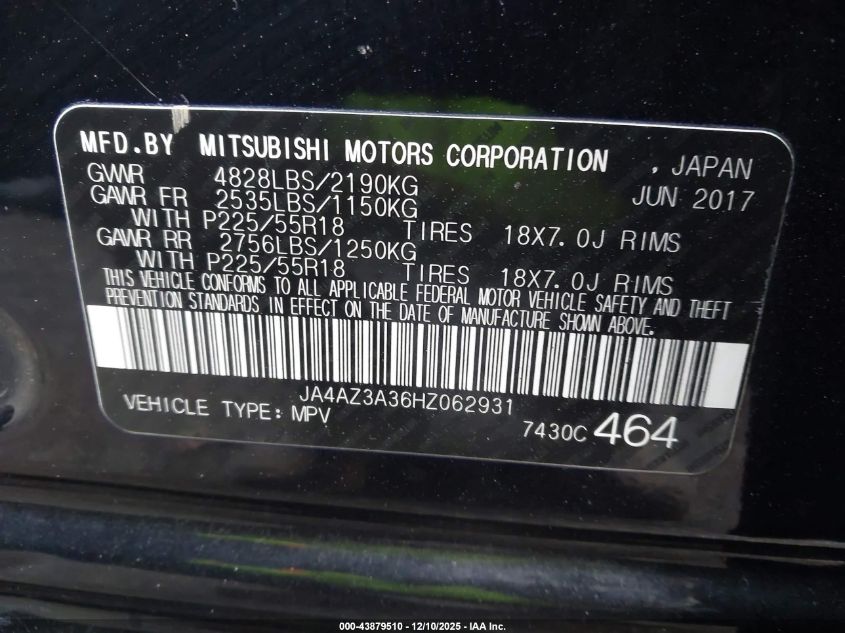 MFD.BY MITSUBISHI MOTORS CORPORATION , JAPAN
GVWR 4828LBS/2190KG JUN 2017
GAWR FR 2535LBS/1150KG
WITH P225/55R18 TIRES 18X7.0J RIMS
GAWR RR 2756LBS/1250KG
WITH P225/55R18 TIRES 18X7.0J RIMS
THIS VEHICLE CONFORMS TO ALL APPLICABLE FEDERAL MOTOR VEHICLE SAFETY AND THEFT
PREVENTION STANDARDS IN EFFECT ON THE DATE OF MANUFACTURE SHOWN ABOVE.
JA4AZ3A36HZ062931
VEHICLE TYPE: MPV
7430C 464
000-43879510 - 12/10/2025 - IAA Inc.